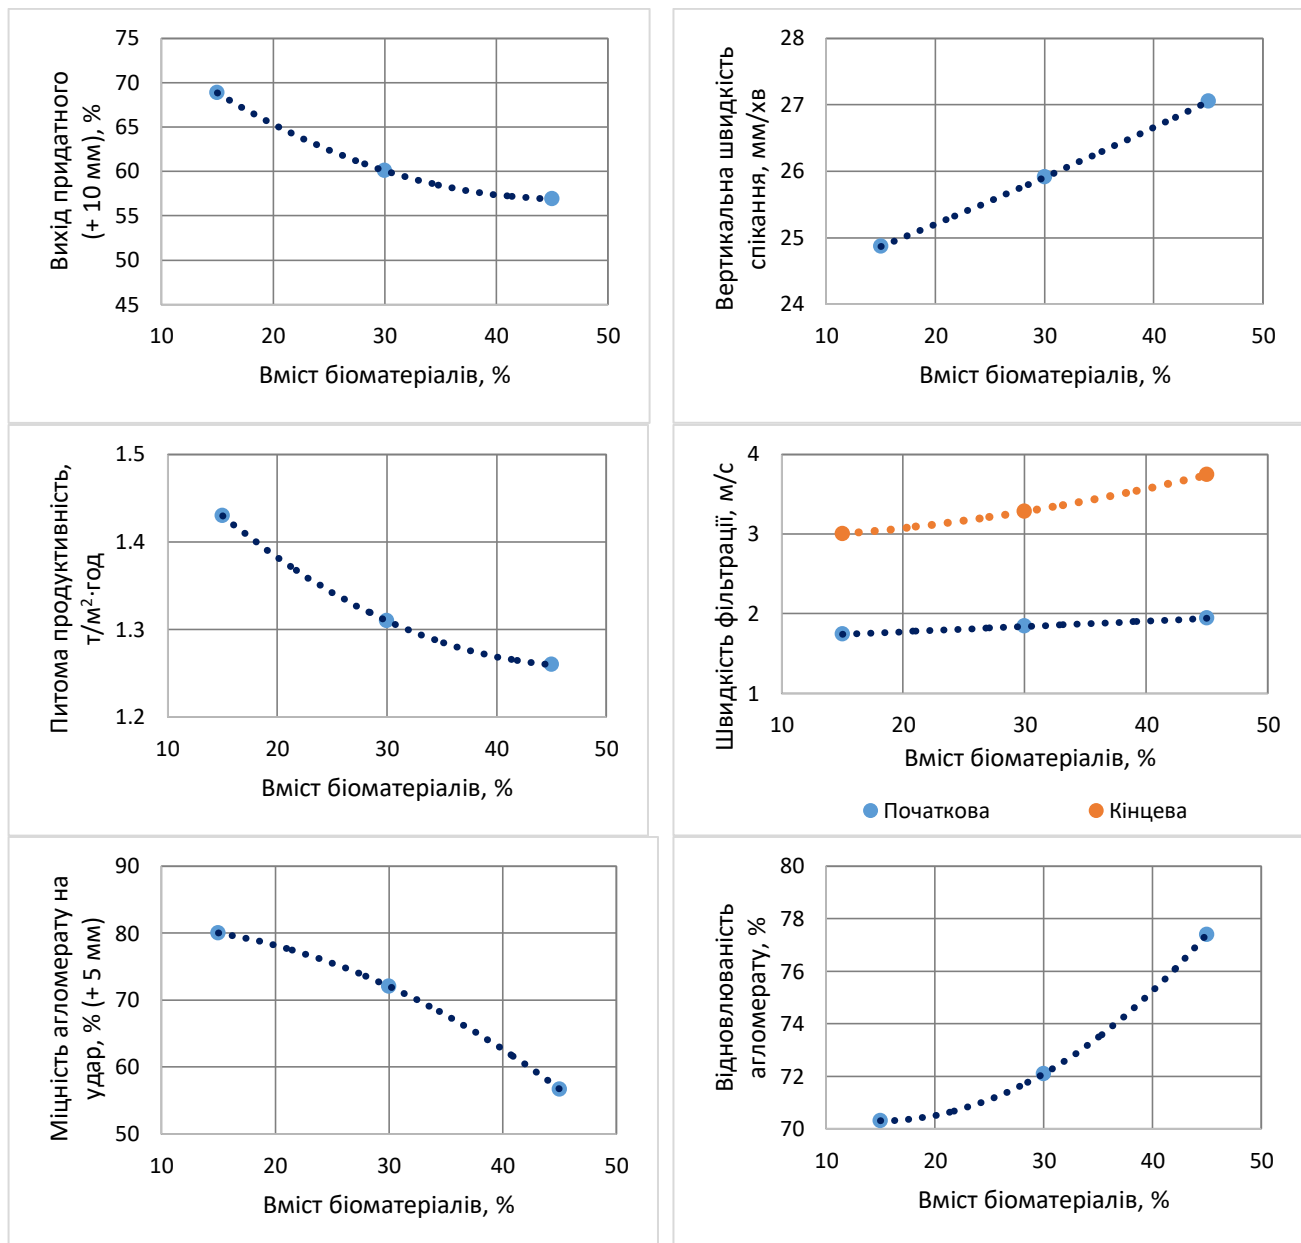 Вихід придатного
(+ 10 мм), %
75
70
65
60
55
50
45
10 20 30 40 50
Вміст біоматеріалів, %
Вертикальна швидкість
спікання, мм/хв
28
27
26
25
24
10 20 30 40 50
Вміст біоматеріалів, %
Питома продуктивність,
т/м²·год
1.5
1.4
1.3
1.2
10 20 30 40 50
Вміст біоматеріалів, %
Швидкість фільтрації, м/с
4
3
2
1
10 20 30 40 50
Вміст біоматеріалів, %
Початкова Кінцева
Міцність агломерату на
удар, % (+ 5 мм)
90
80
70
60
50
10 20 30 40 50
Вміст біоматеріалів, %
Відновлюваність
агломерату, %
80
78
76
74
72
70
10 20 30 40 50
Вміст біоматеріалів, %